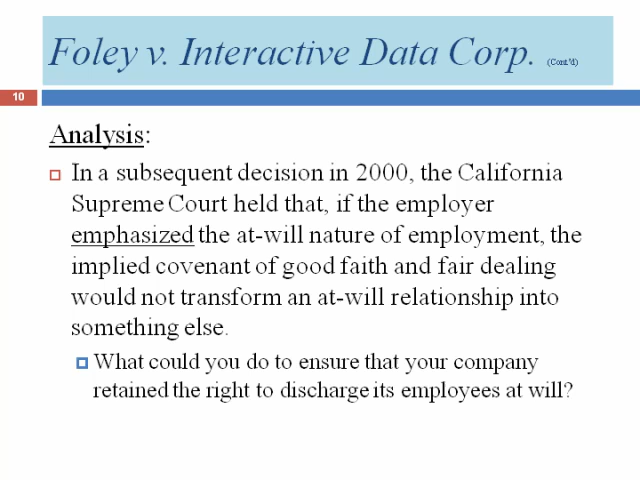 Foley v. Interactive Data Corp. (Cont.'d)
10
Analysis:
In a subsequent decision in 2000, the California
Supreme Court held that, if the employer
emphasized the at-will nature of employment, the
implied covenant of good faith and fair dealing
would not transform an at-will relationship into
something else.
What could you do to ensure that your company
retained the right to discharge its employees at will?